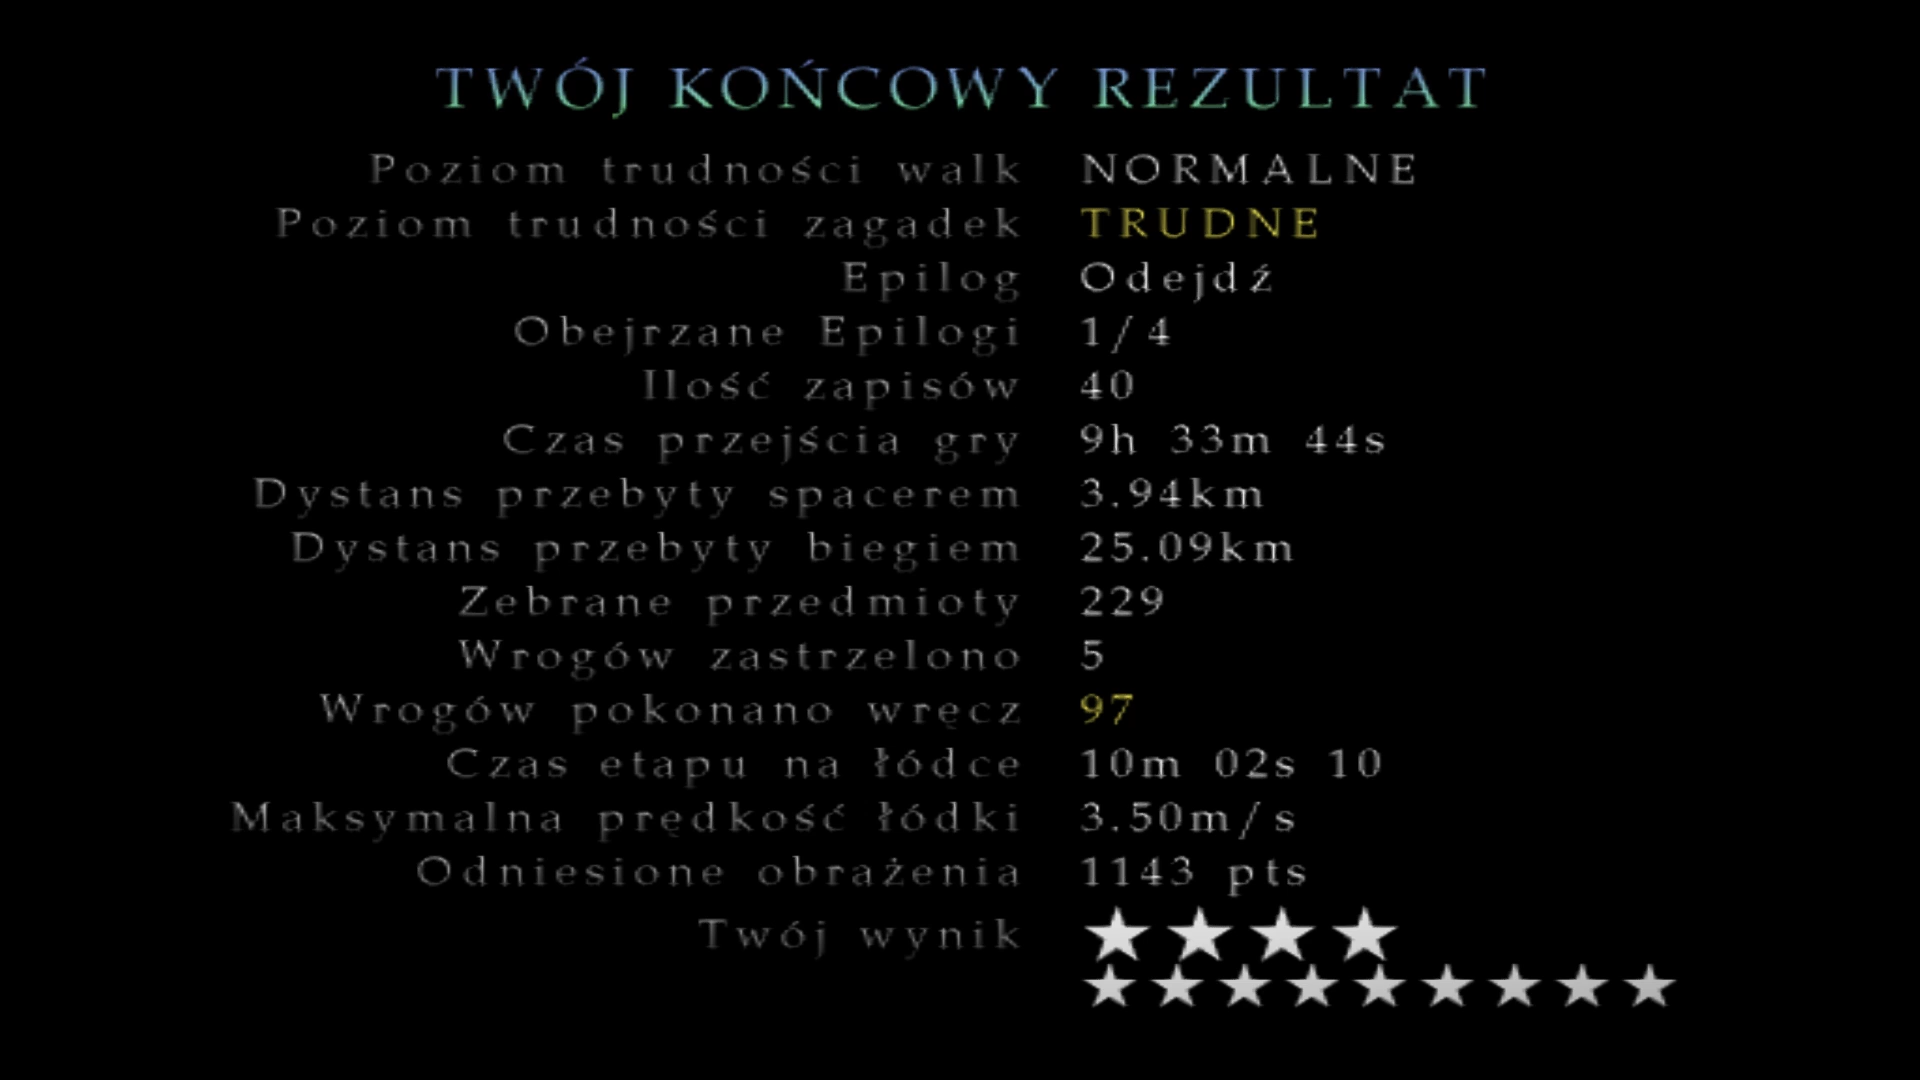 TWÓJ KOŃCOWY REZULTAT
Poziom trudności walk NORMALNE
Poziom trudności zagadek TRUDNE
Epilog Odejdź
Obejrzane Epilogi 1/4
Ilość zapisów 40
Czas przejścia gry 9h 33m 44s
Dystans przebyty spacerem 3.94km
Dystans przebyty biegiem 25.09km
Zebrane przedmioty 229
Wrogów zastrzelono 5
Wrogów pokonano wręcz 97
Czas etapu na łódce 10m 02s 10
Maksymalna prędkość łódki 3.50m/s
Odniesione obrażenia 1143 pts
Twój wynik ★★★★
★★★★★★★★★